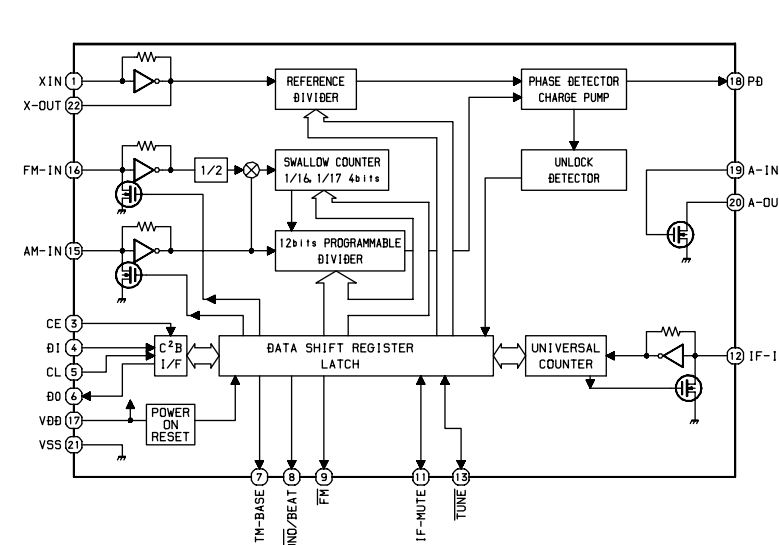 XIN 1
X-OUT 22
REFERENCE
DIVIDER
PHASE DETECTOR
CHARGE PUMP
18 PD
FM-IN 16
1/2
SWALLOW COUNTER
1/16, 1/17 4bits
UNLOCK
DETECTOR
19 A-IN
20 A-OU
AM-IN 15
12bits PROGRAMMABLE
DIVIDER
CE 3
DI 4
CL 5
DO 6
VDD 17
VSS 21
C²B
I/F
DATA SHIFT REGISTER
LATCH
UNIVERSAL
COUNTER
12 IF-I
POWER
ON
RESET
7
8
9
11
13
TM-BASE
MO/BEAT
FM
IF-MUTE
TUNE